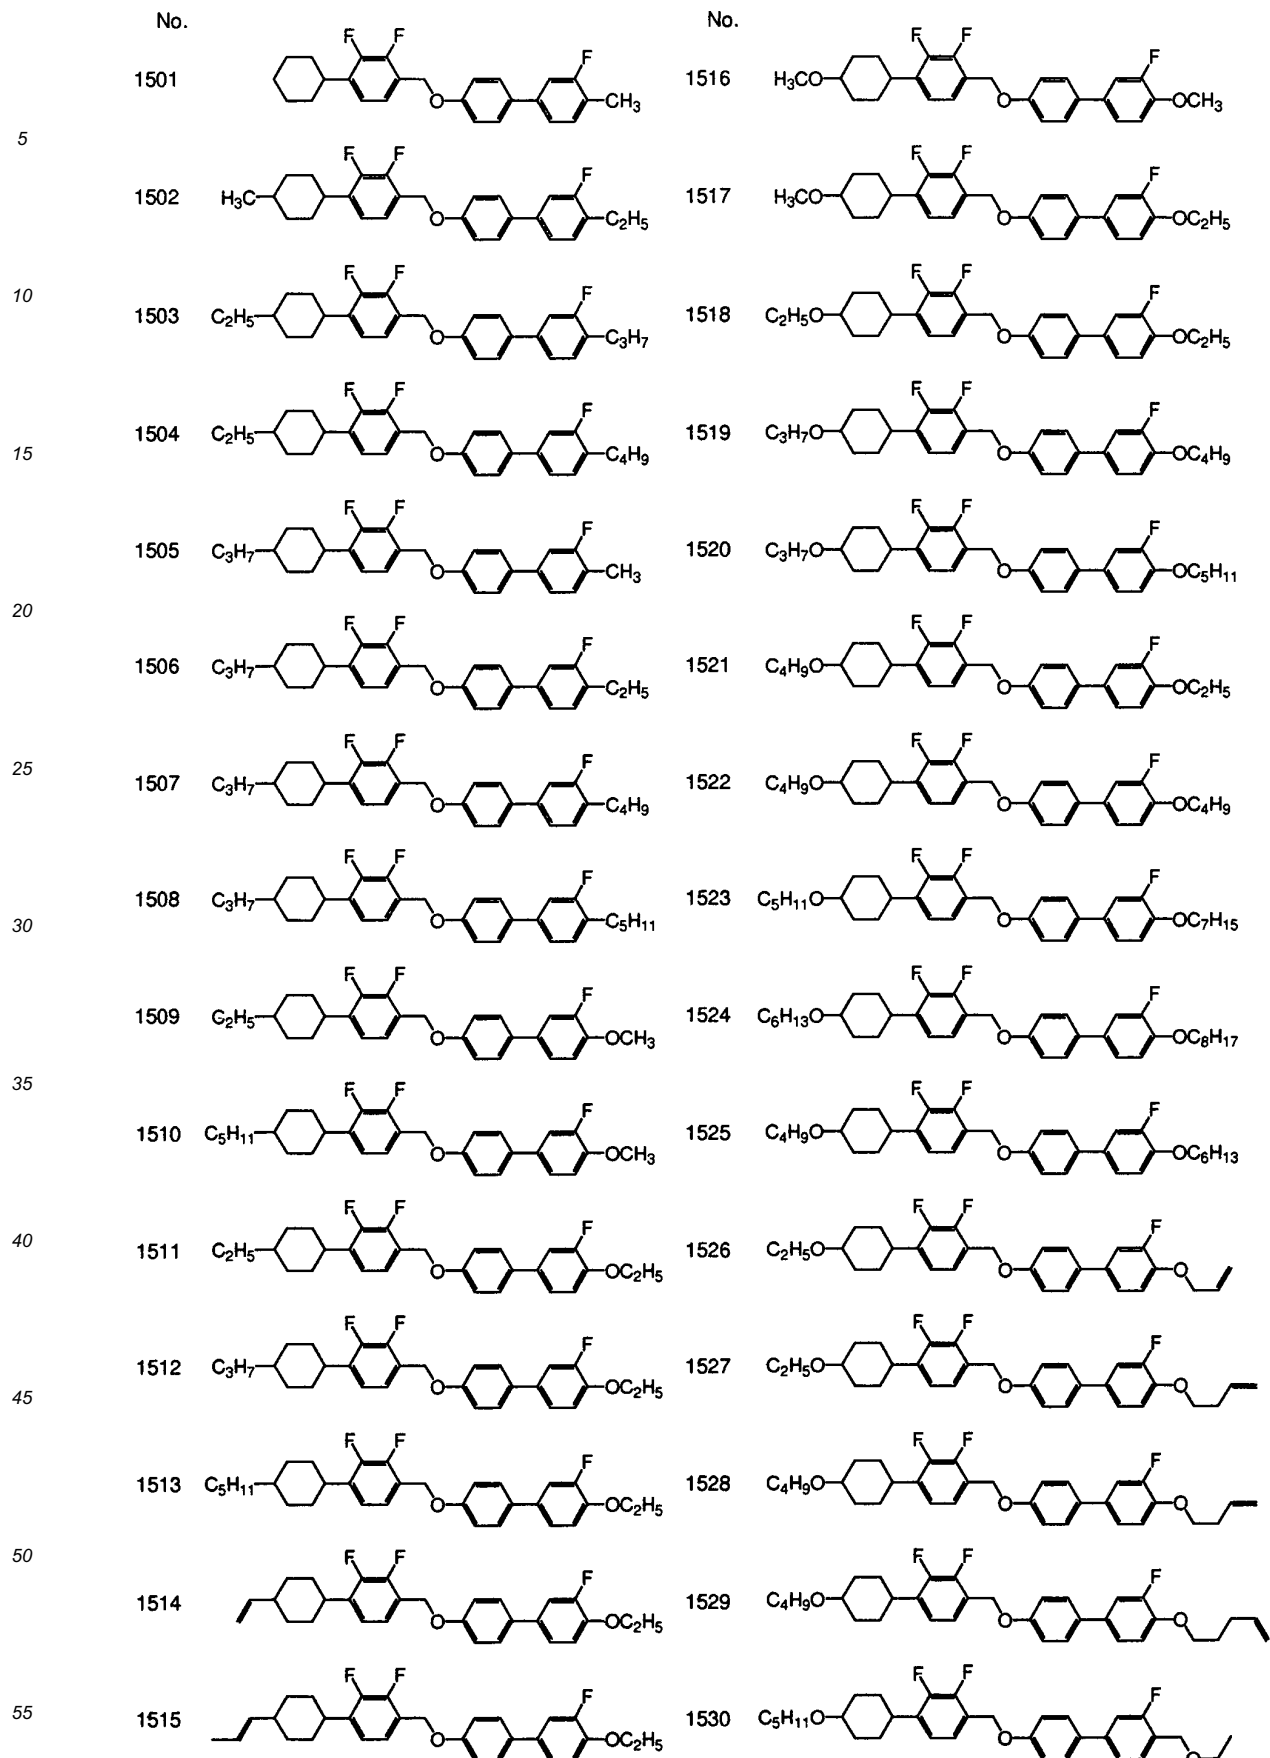 No.
1501 F F O F CH3
1502 H3C F F O F C2H5
1503 C2H5 F F O F C3H7
1504 C2H5 F F O F C4H9
1505 C3H7 F F O F CH3
1506 C3H7 F F O F C2H5
1507 C3H7 F F O F C4H9
1508 C3H7 F F O F C5H11
1509 C2H5 F F O F OCH3
1510 C5H11 F F O F OCH3
1511 C2H5 F F O F OC2H5
1512 C3H7 F F O F OC2H5
1513 C5H11 F F O F OC2H5
1514 F F O F OC2H5
1515 F F O F OC2H5
No.
1516 H3CO F F O F OCH3
1517 H3CO F F O F OC2H5
1518 C2H5O F F O F OC2H5
1519 C3H7O F F O F OC4H9
1520 C3H7O F F O F OC5H11
1521 C4H9O F F O F OC2H5
1522 C4H9O F F O F OC4H9
1523 C5H11O F F O F OC7H15
1524 C6H13O F F O F OC8H17
1525 C4H9O F F O F OC6H13
1526 C2H5O F F O F O
1527 C2H5O F F O F O
1528 C4H9O F F O F O
1529 C4H9O F F O F O
1530 C5H11O F F O F O
5
10
15
20
25
30
35
40
45
50
55